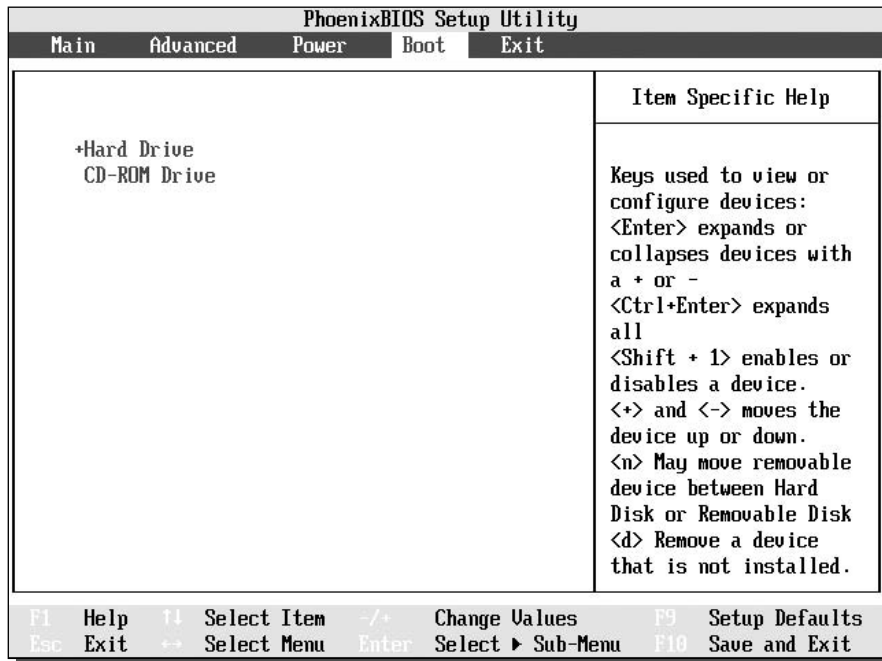 PhoenixBIOS Setup Utility
Main Advanced Power Boot Exit
Item Specific Help
+Hard Drive
CD-ROM Drive
Keys used to view or
configure devices:
<Enter> expands or
collapses devices with
a + or -
<Ctrl+Enter> expands
all
<Shift + 1> enables or
disables a device.
<+> and <-> moves the
device up or down.
<n> May move removable
device between Hard
Disk or Removable Disk
<d> Remove a device
that is not installed.
F1 Help ↑↓ Select Item -/+ Change Values F9 Setup Defaults
Esc Exit ↔ Select Menu Enter Select ▶ Sub-Menu F10 Save and Exit